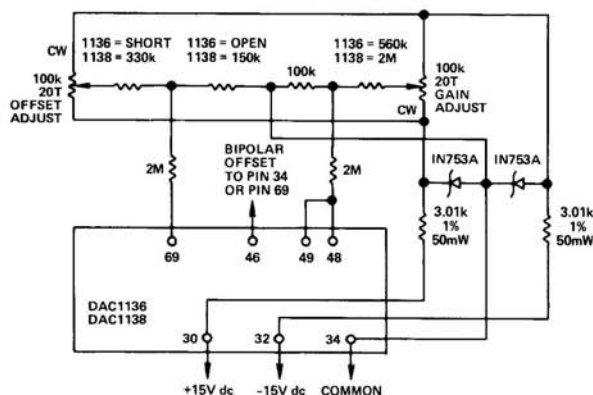 CW
1136 = SHORT
1138 = 330k
1136 = OPEN
1138 = 150k
1136 = 560k
1138 = 2M
100k
20T
OFFSET
ADJUST
100k
100k
20T
GAIN
ADJUST
CW
BIPOLAR
OFFSET
TO PIN 34
OR PIN 69
2M
2M
IN753A
IN753A
3.01k
1%
50mW
3.01k
1%
50mW
69
46
49
48
DAC1136
DAC1138
30
32
34
+15V dc
−15V dc
COMMON